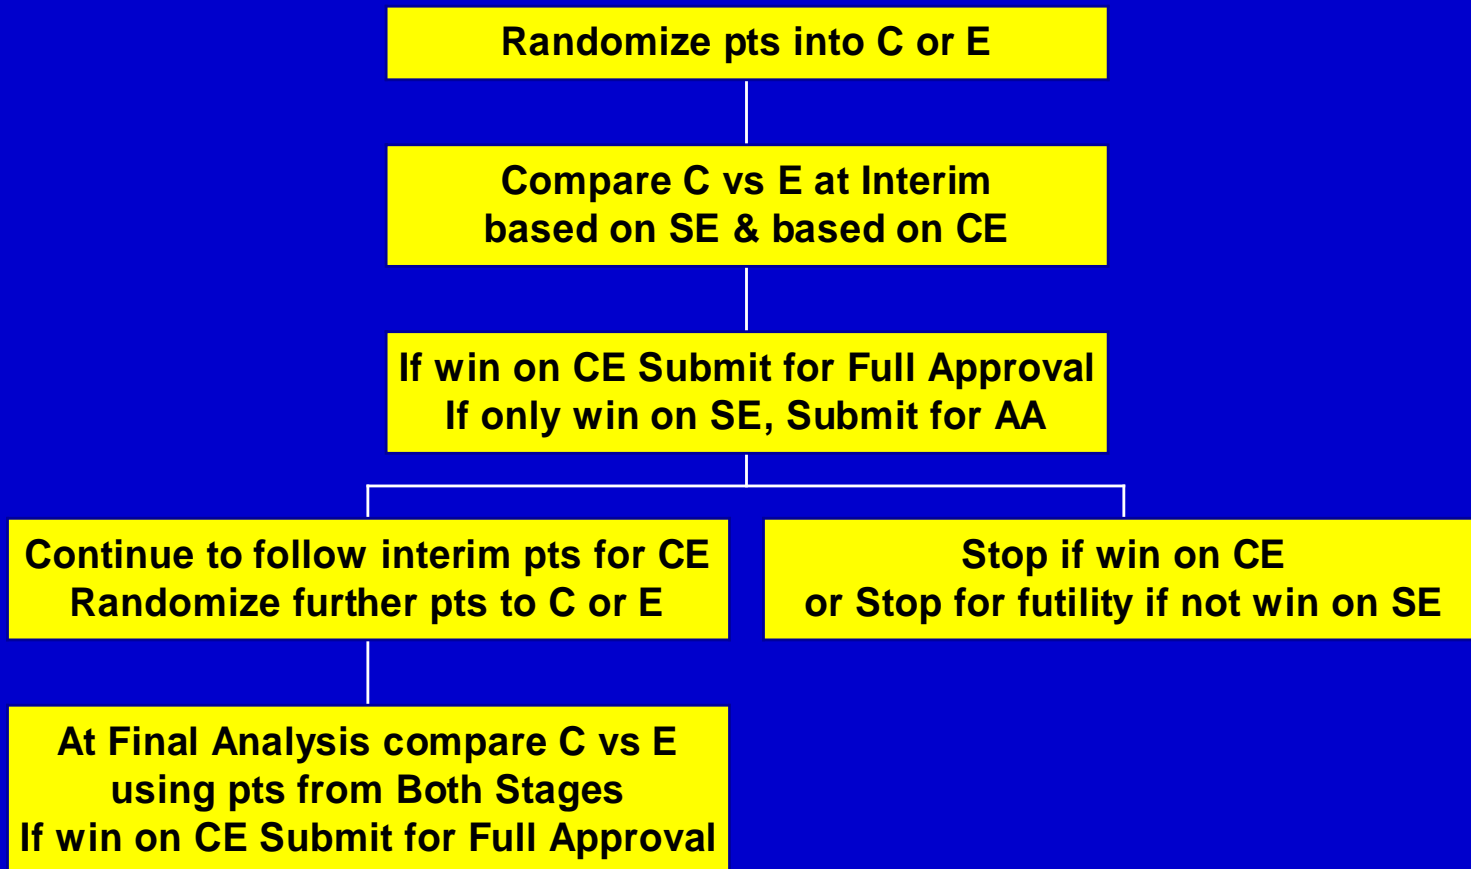 Randomize pts into C or E
Compare C vs E at Interim
based on SE & based on CE
If win on CE Submit for Full Approval
If only win on SE, Submit for AA
Continue to follow interim pts for CE
Randomize further pts to C or E
Stop if win on CE
or Stop for futility if not win on SE
At Final Analysis compare C vs E
using pts from Both Stages
If win on CE Submit for Full Approval